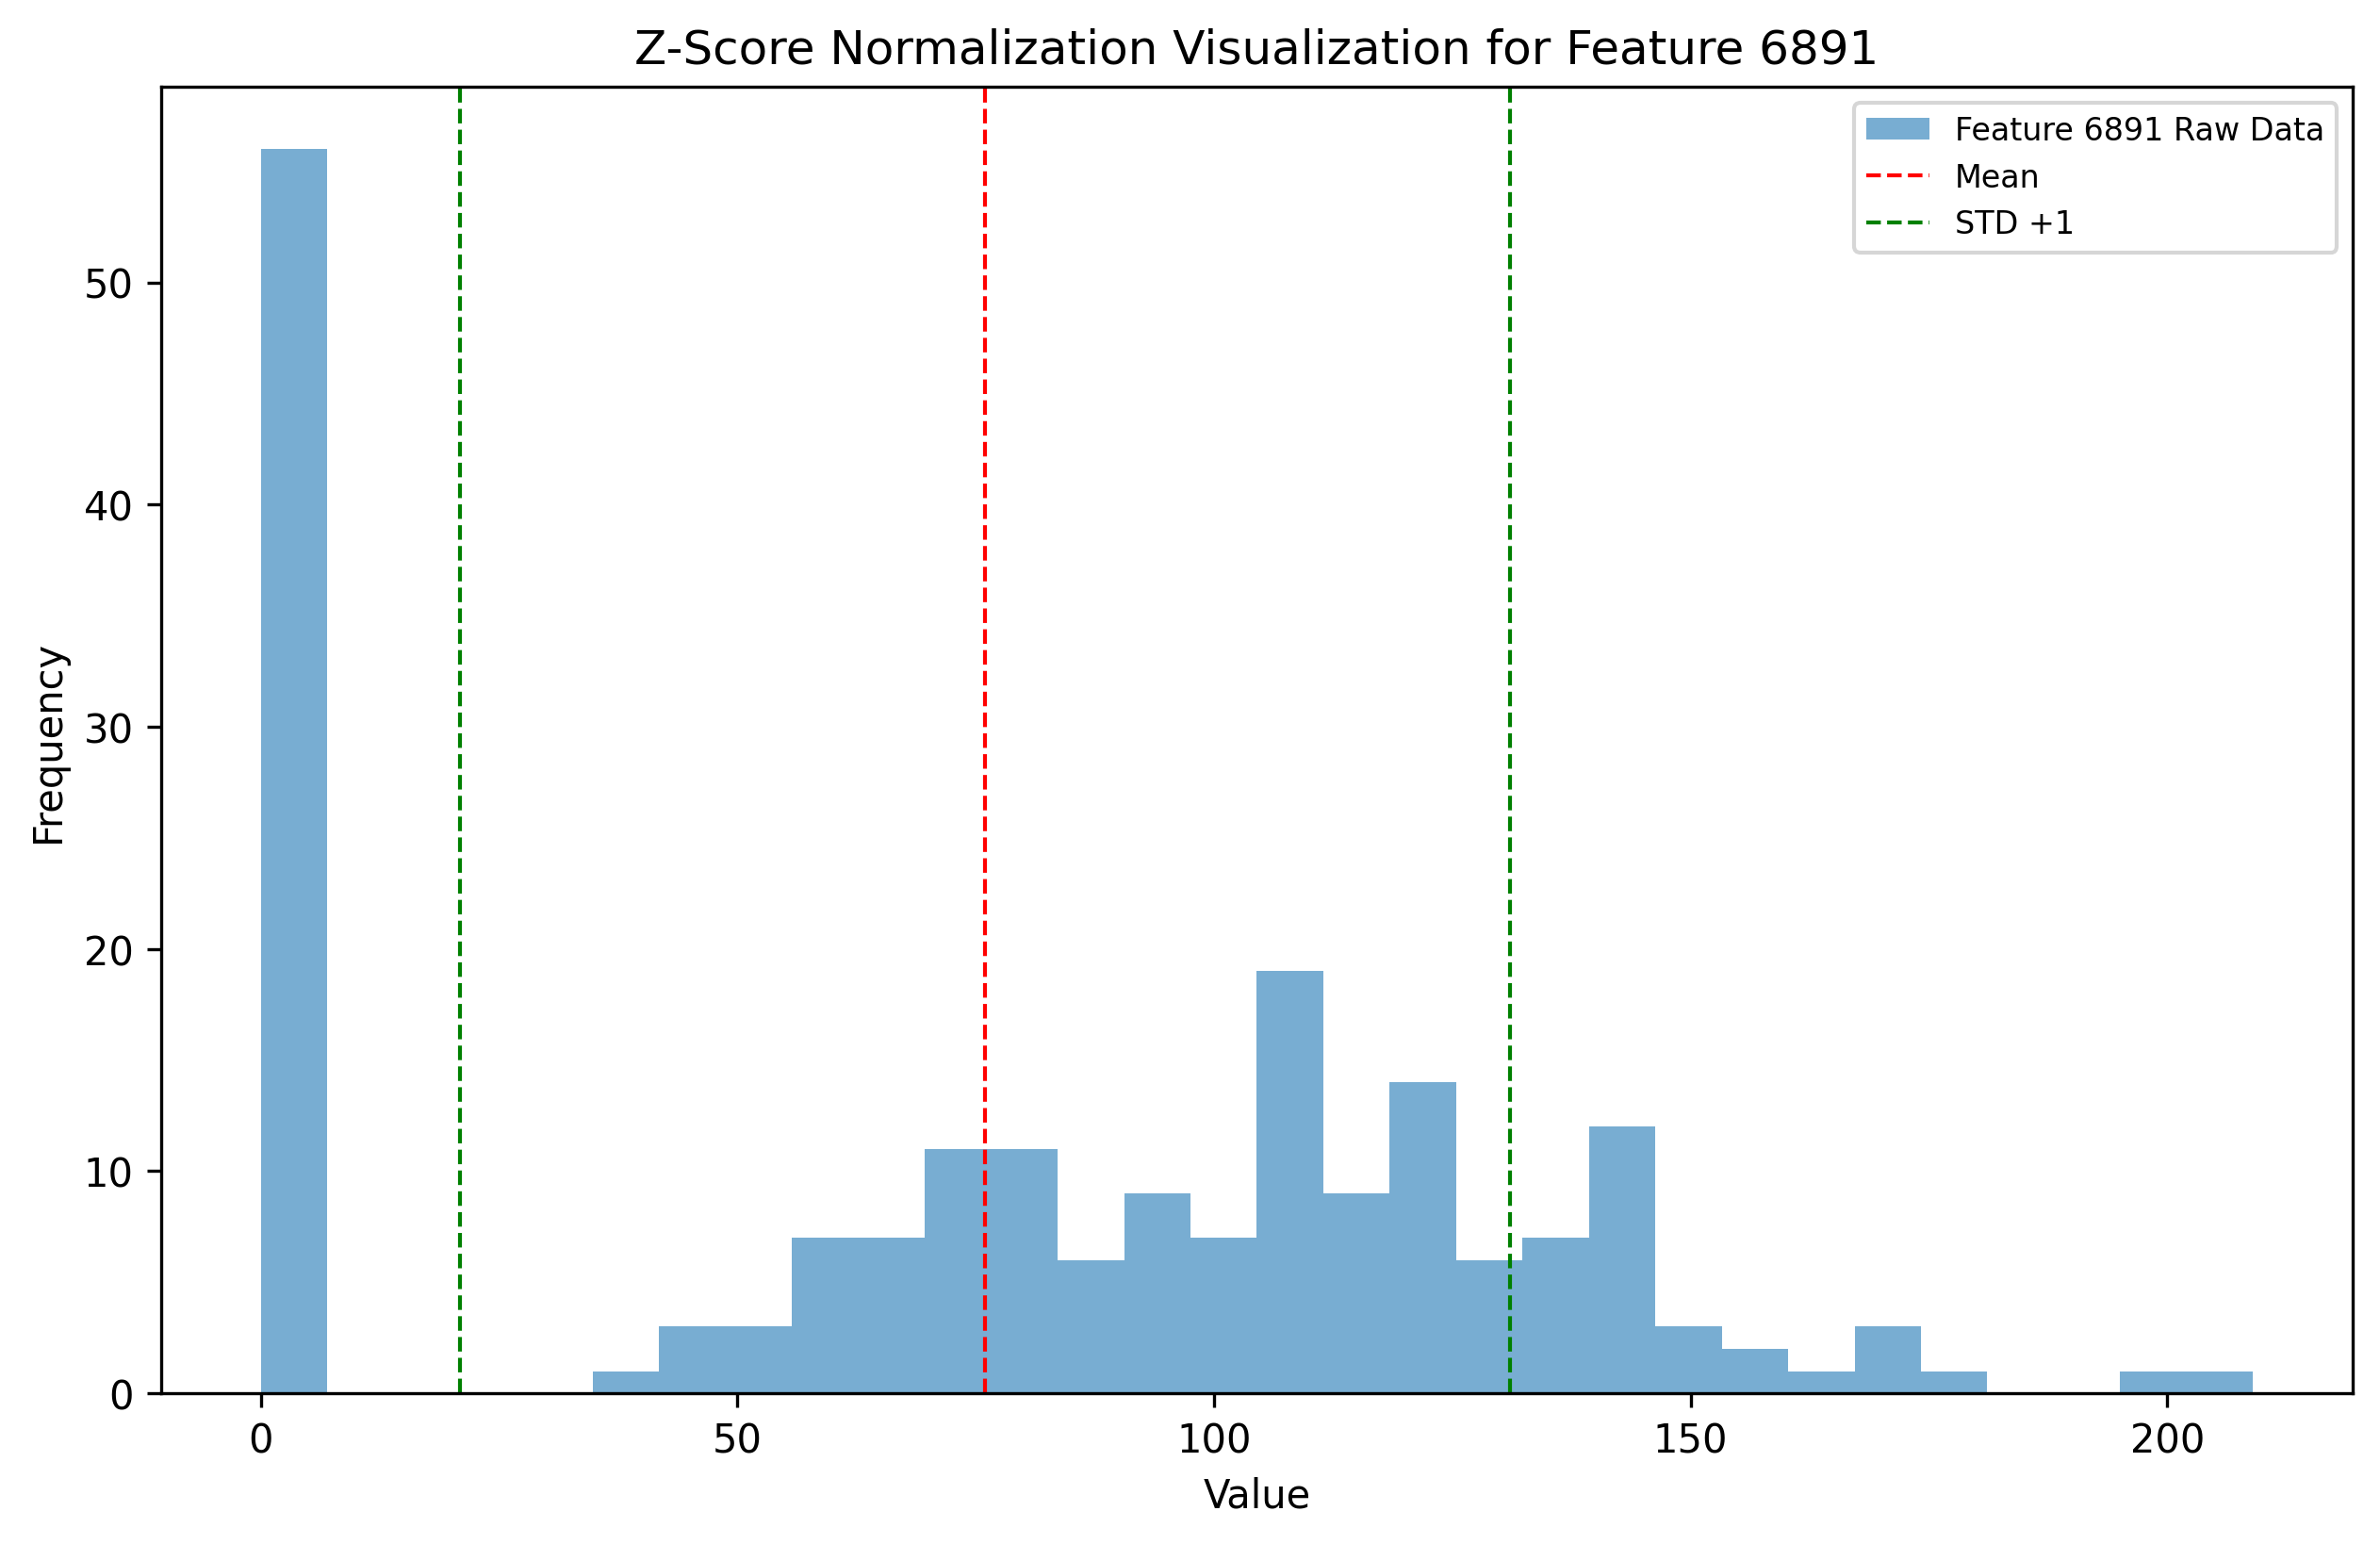 Z-Score Normalization Visualization for Feature 6891
Feature 6891 Raw Data
Mean
STD +1
50
40
30
20
10
0
Frequency
0 50 100 150 200
Value